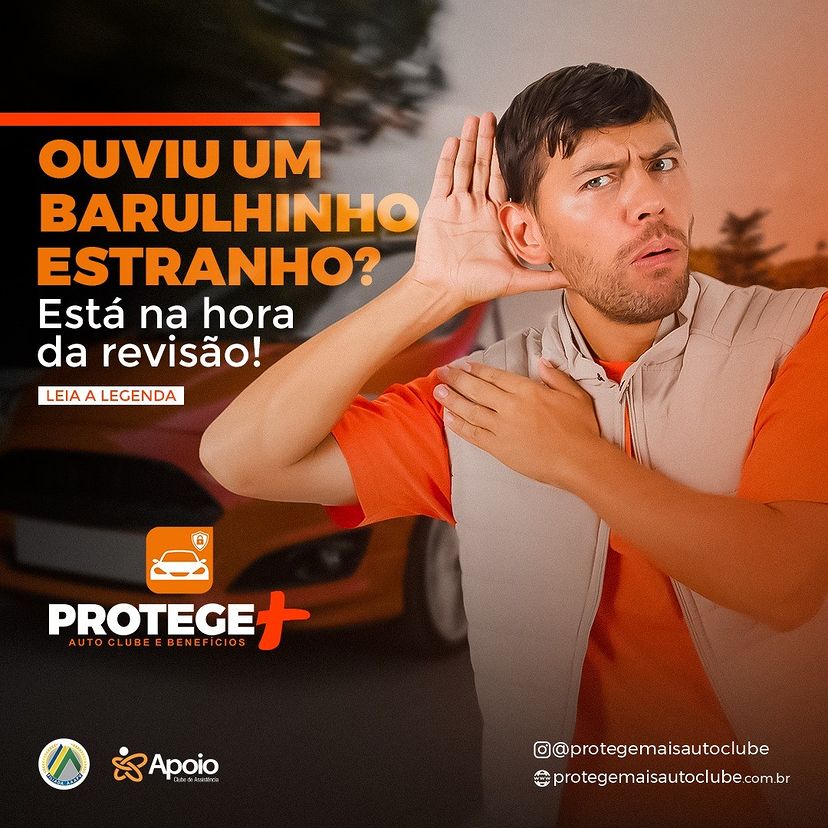 OUVIU UM
BARULHINHO
ESTRANHO?
Está na hora
da revisão!
LEIA A LEGENDA
PROTEGE+
AUTO CLUBE E BENEFÍCIOS
Apoio
Clube de Assistência
@protegemaisautoclube
protegemaisautoclube.com.br